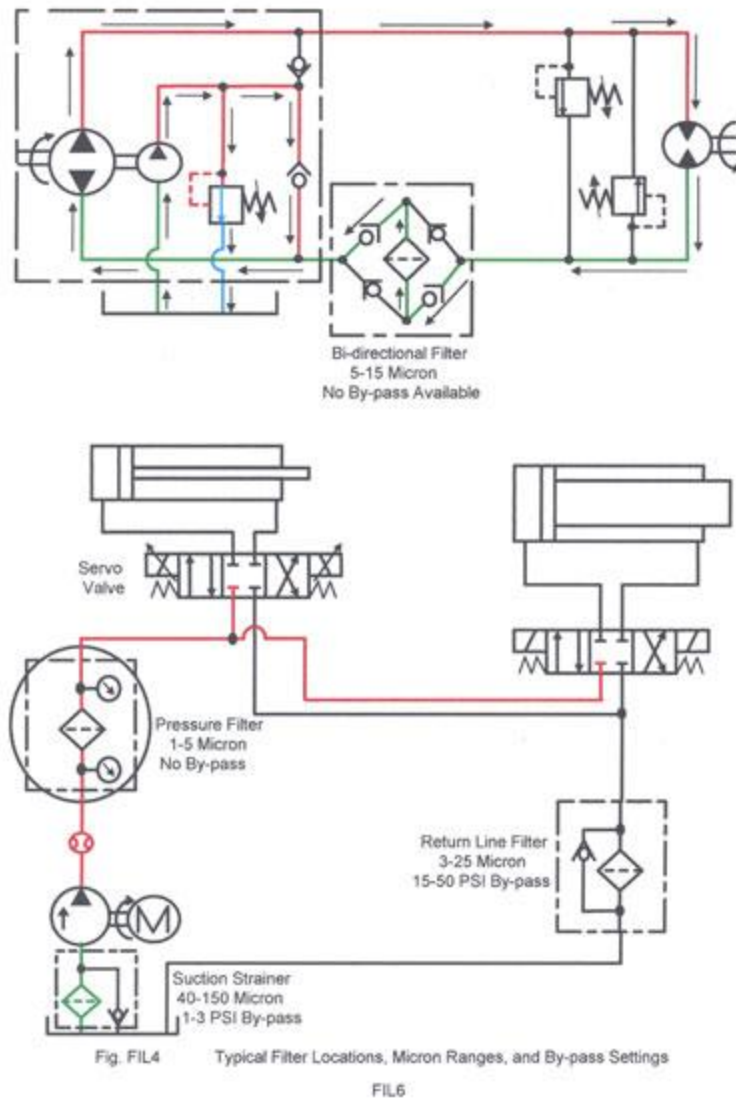 Bi-directional Filter
5-15 Micron
No By-pass Available
Servo
Valve
Pressure Filter
1-5 Micron
No By-pass
Return Line Filter
3-25 Micron
15-50 PSI By-pass
M
Suction Strainer
40-150 Micron
1-3 PSI By-pass
Fig. FIL4 Typical Filter Locations, Micron Ranges, and By-pass Settings
FIL6